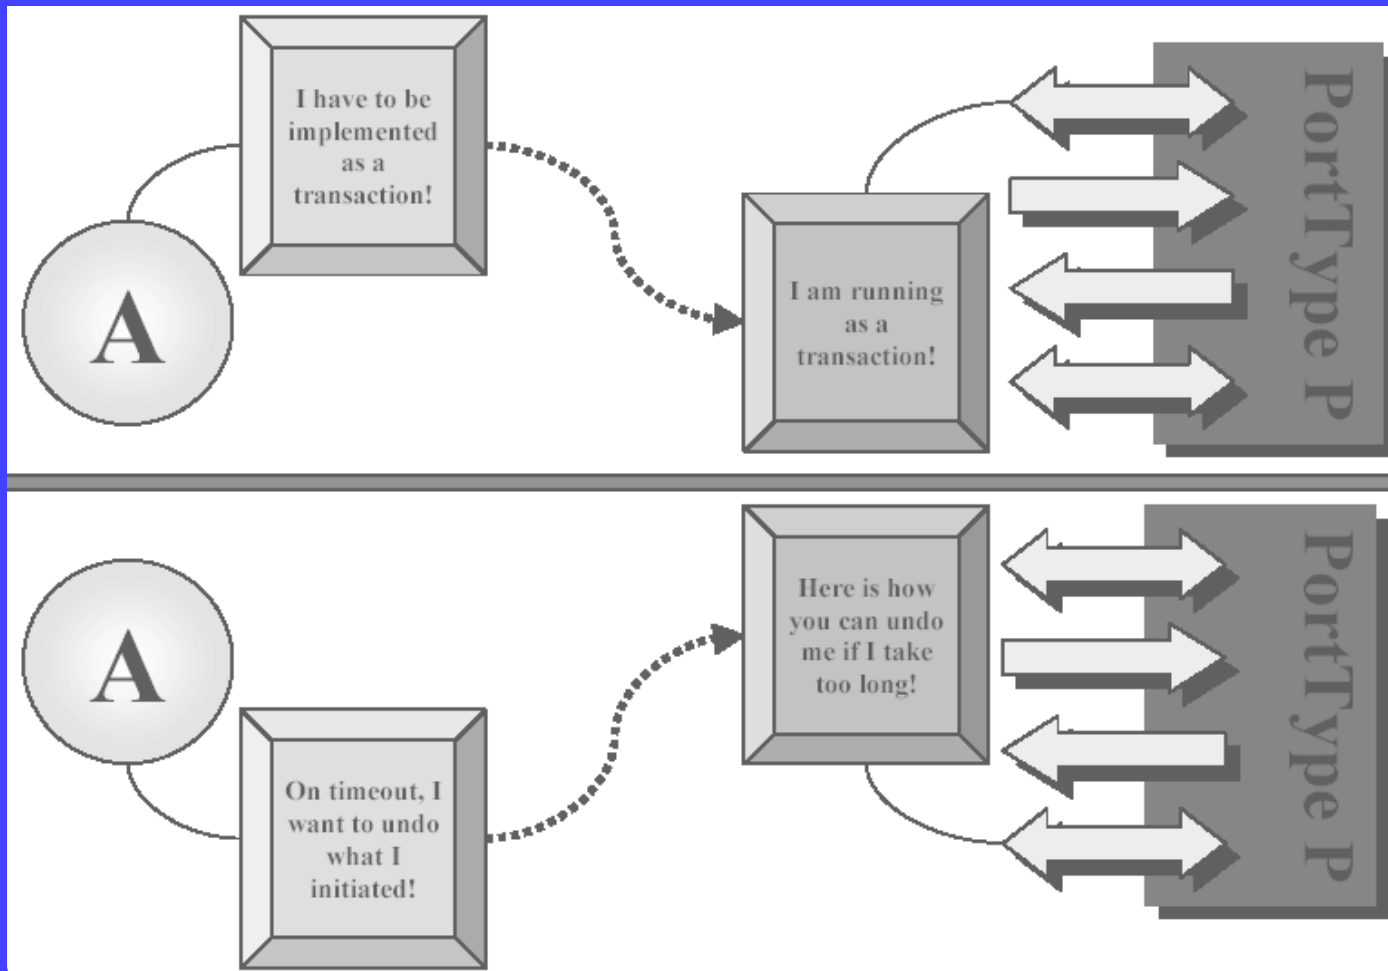 I have to be
implemented
as a
transaction!
A
I am running
as a
transaction!
PortType P
A
On timeout, I
want to undo
what I
initiated!
Here is how
you can undo
me if I take
too long!
PortType P